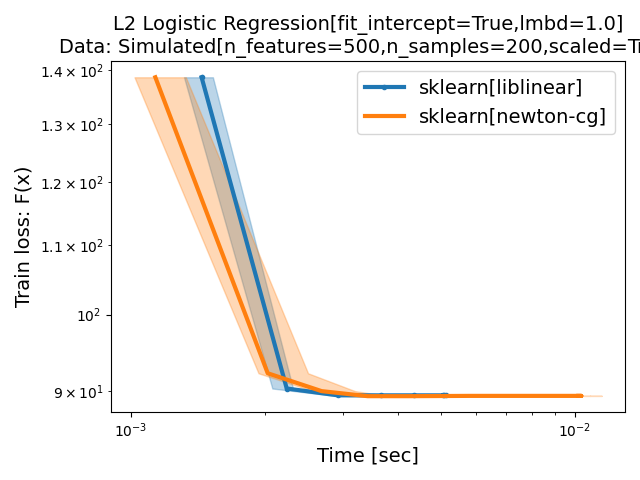 L2 Logistic Regression[fit_intercept=True,lmbd=1.0]
Data: Simulated[n_features=500,n_samples=200,scaled=Tr
sklearn[liblinear]
sklearn[newton-cg]
Train loss: F(x)
1.4 × 10²
1.3 × 10²
1.2 × 10²
1.1 × 10²
10²
9 × 10¹
10⁻³
10⁻²
Time [sec]